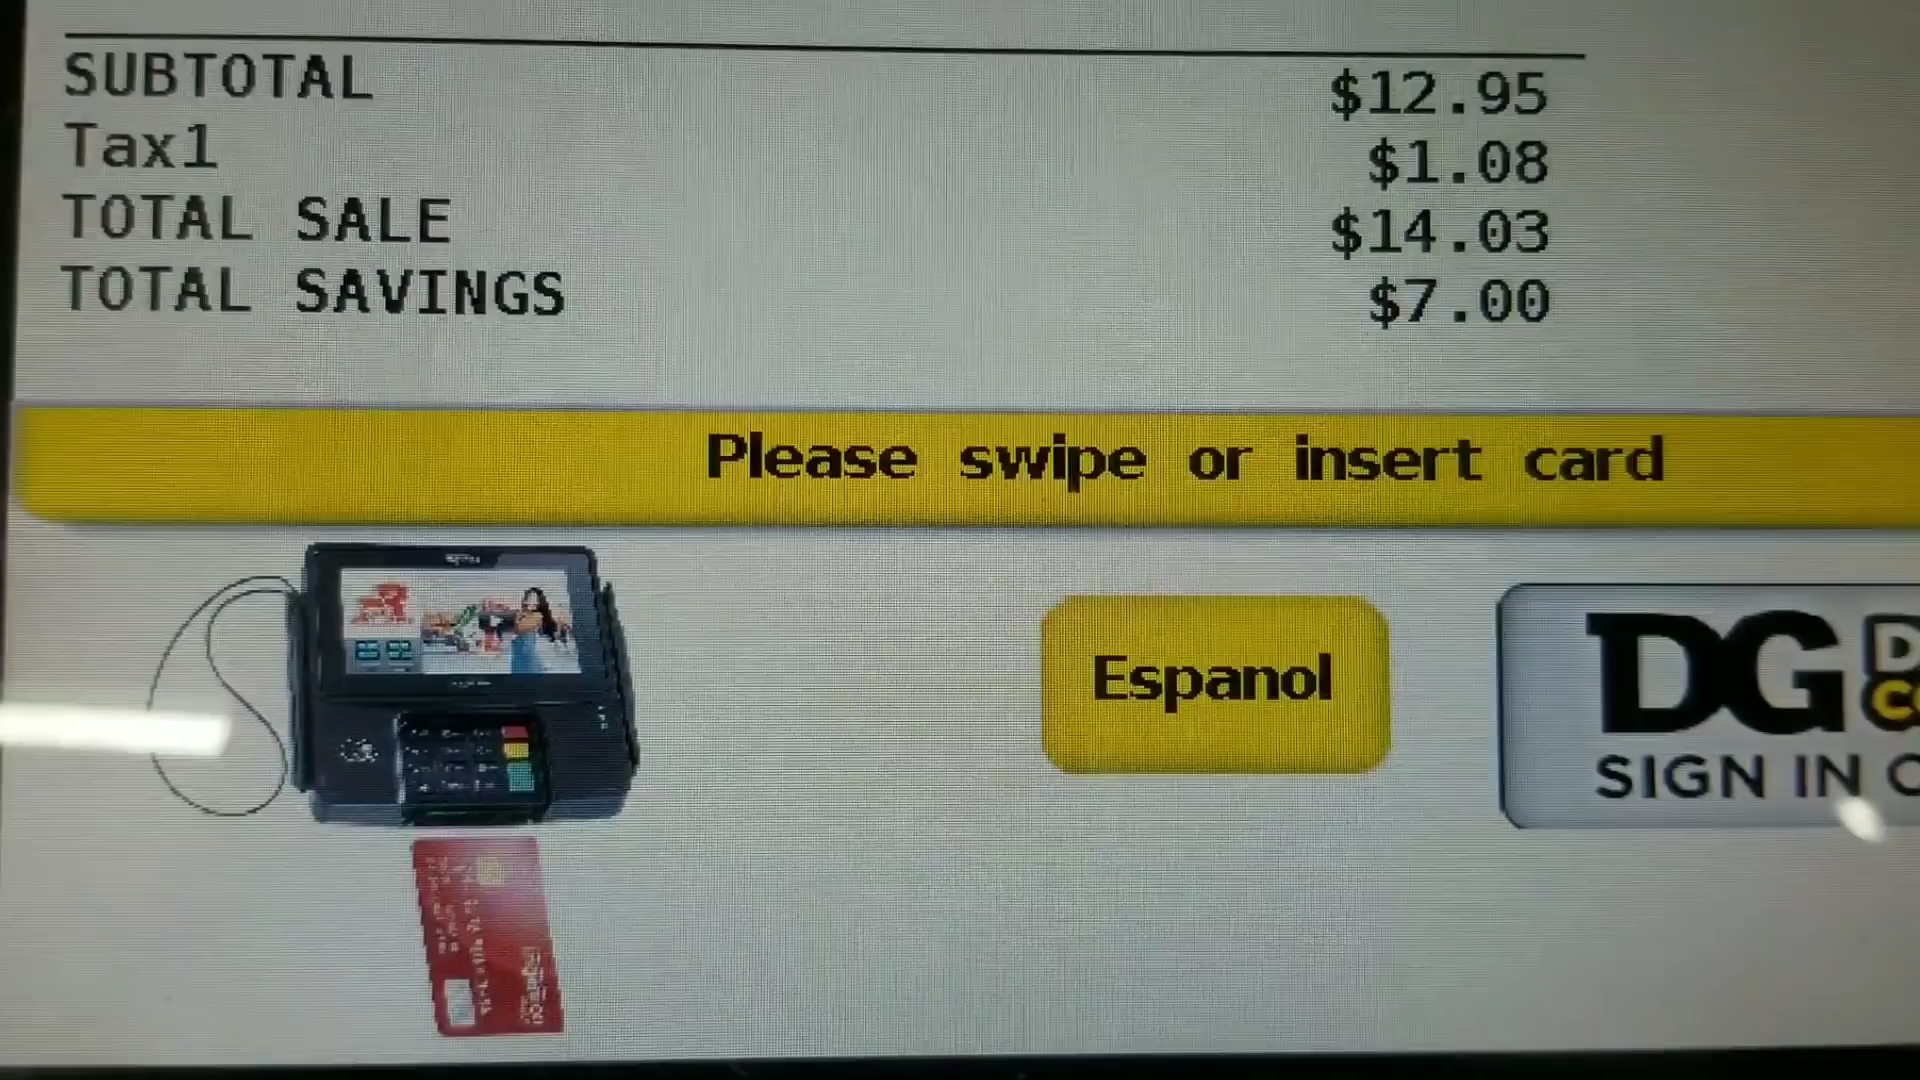 SUBTOTAL $12.95
Tax1 $1.08
TOTAL SALE $14.03
TOTAL SAVINGS $7.00
Please swipe or insert card
Espanol
DG
SIGN IN